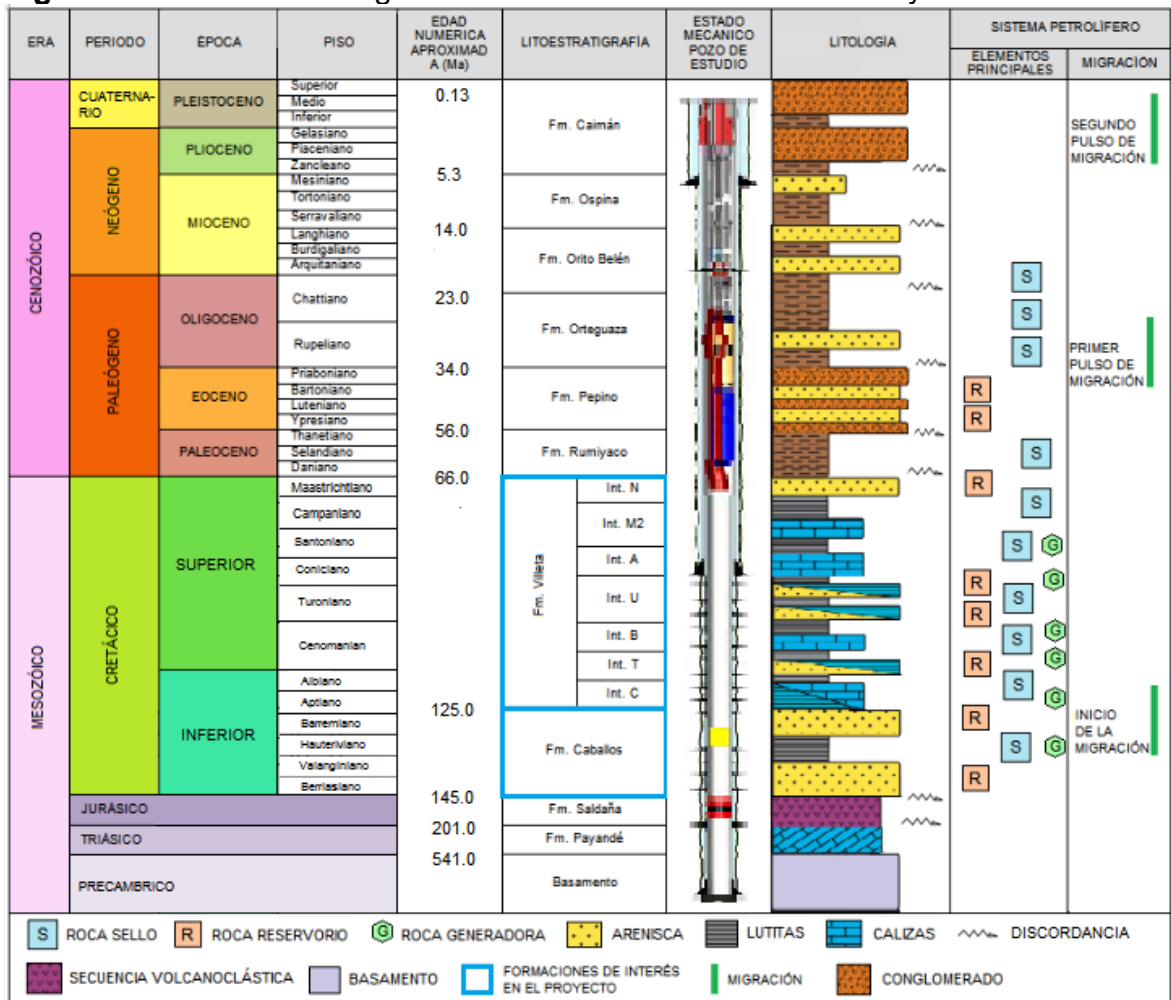 ERA
PERIODO
ÉPOCA
PISO
EDAD
NUMERICA
APROXIMAD
A (Ma)
LITOESTRATIGRAFÍA
ESTADO
MECANICO
POZO DE
ESTUDIO
LITOLOGÍA
SISTEMA PETROLÌFERO
ELEMENTOS
PRINCIPALES
MIGRACIÒN
CENOZÓICO
MESOZÓICO
CUATERNA-
RIO
NEÓGENO
PALEÓGENO
CRETÁCICO
JURÁSICO
TRIÁSICO
PRECAMBRICO
PLEISTOCENO
PLIOCENO
MIOCENO
OLIGOCENO
EOCENO
PALEOCENO
SUPERIOR
INFERIOR
Superior
Medio
Inferior
Gelasiano
Piaceniano
Zancleano
Mesiniano
Tortoniano
Serravaliano
Langhiano
Burdigaliano
Arquitaniano
Chattiano
Rupeliano
Priaboniano
Bartoniano
Luteniano
Ypresiano
Thanetiano
Selandiano
Daniano
Maastrichtiano
Campaniano
Santoniano
Coniciano
Turoniano
Cenomanian
Albiano
Aptiano
Barremiano
Hauteriviano
Valanginiano
Berriasiano
0.13
5.3
14.0
23.0
34.0
56.0
66.0
125.0
145.0
201.0
541.0
Fm. Caimán
Fm. Ospina
Fm. Orito Belén
Fm. Orteguaza
Fm. Pepino
Fm. Rumiyaco
Fm. Villeta
Int. N
Int. M2
Int. A
Int. U
Int. B
Int. T
Int. C
Fm. Caballos
Fm. Saldaña
Fm. Payandé
Basamento
S
S
S
R
R
S
R
S
S G
R G
S
R
S G
R G
S
G
R
S G
R
SEGUNDO
PULSO DE
MIGRACIÓN
PRIMER
PULSO DE
MIGRACIÓN
INICIO
DE LA
MIGRACIÓN
S ROCA SELLO R ROCA RESERVORIO G ROCA GENERADORA ARENISCA LUTITAS CALIZAS DISCORDANCIA
SECUENCIA VOLCANOCLÁSTICA BASAMENTO FORMACIONES DE INTERÉS
EN EL PROYECTO MIGRACIÓN CONGLOMERADO